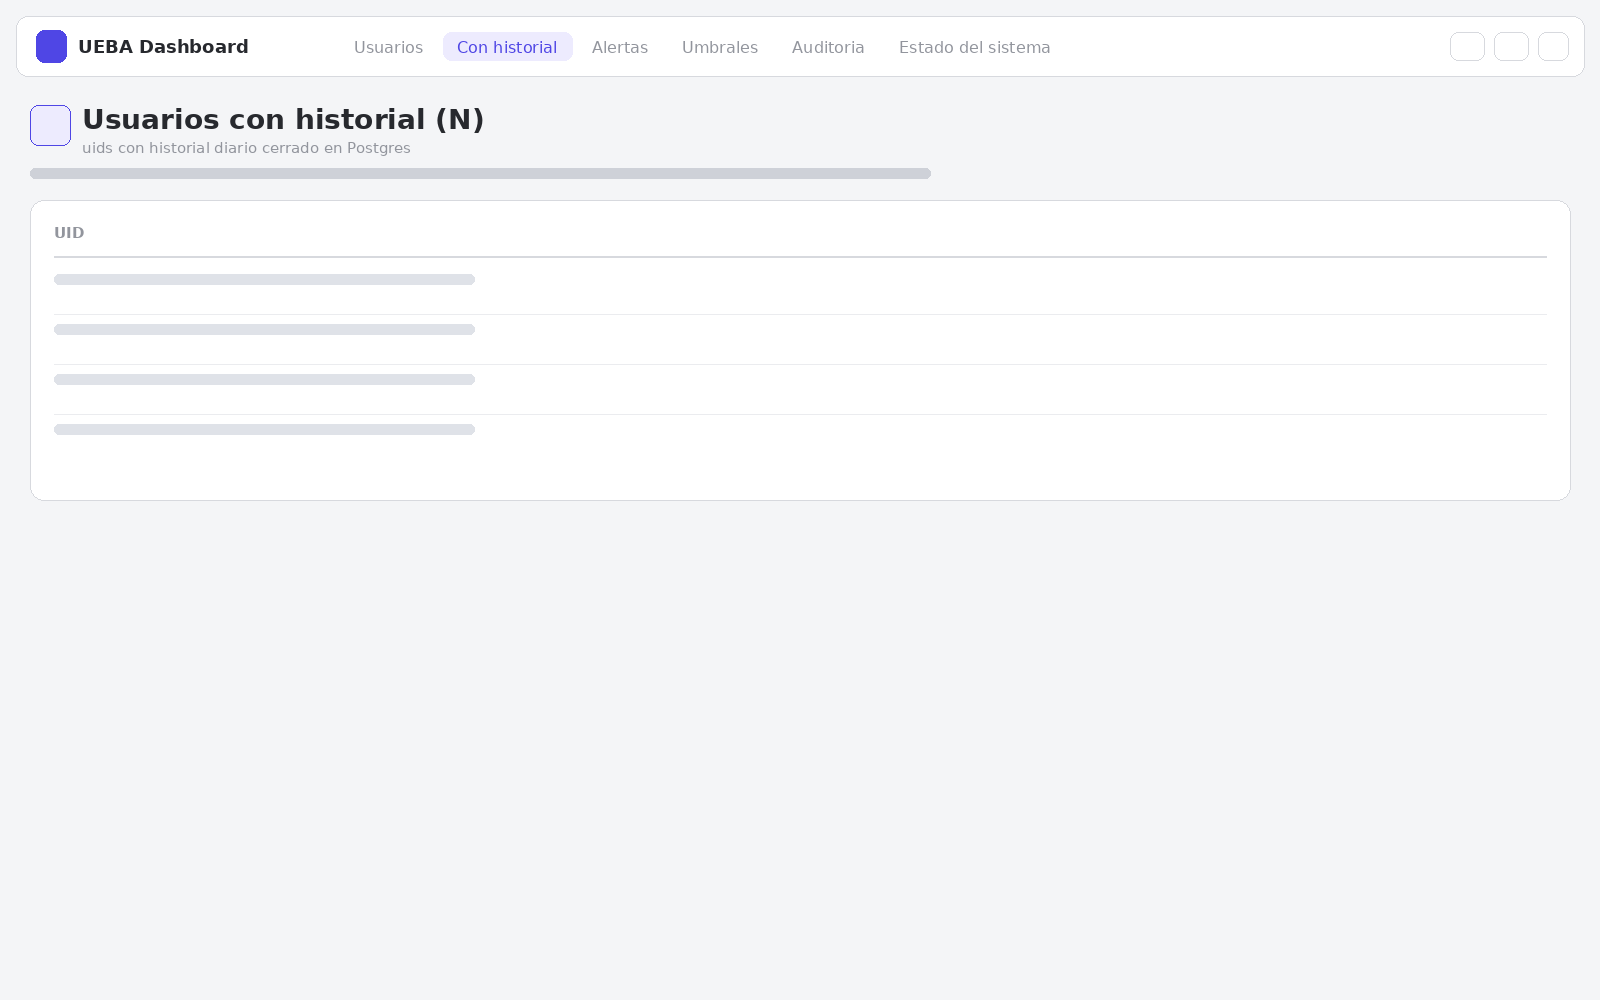 UEBA Dashboard
Usuarios
Con historial
Alertas
Umbrales
Auditoria
Estado del sistema
Usuarios con historial (N)
uids con historial diario cerrado en Postgres
UID